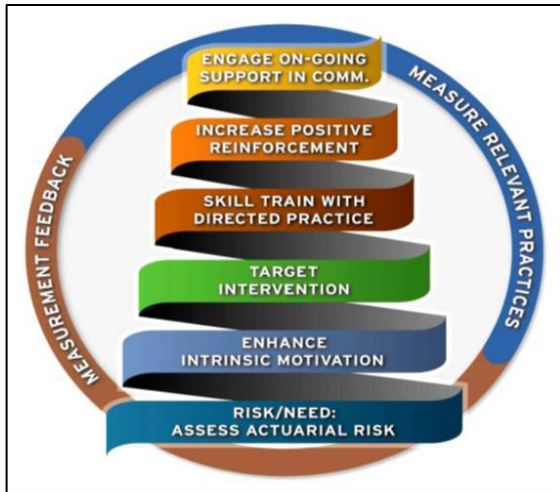 ENGAGE ON-GOING
SUPPORT IN COMM.
INCREASE POSITIVE
REINFORCEMENT
SKILL TRAIN WITH
DIRECTED PRACTICE
TARGET
INTERVENTION
ENHANCE
INTRINSIC MOTIVATION
RISK/NEED:
ASSESS ACTUARIAL RISK
MEASUREMENT FEEDBACK
MEASURE RELEVANT PRACTICES